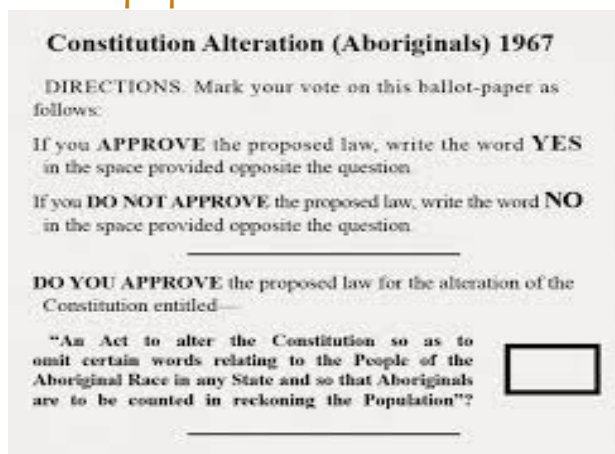 Constitution Alteration (Aboriginals) 1967
DIRECTIONS. Mark your vote on this ballot-paper as
follows:
If you APPROVE the proposed law, write the word YES
in the space provided opposite the question
If you DO NOT APPROVE the proposed law, write the word NO
in the space provided opposite the question
DO YOU APPROVE the proposed law for the alteration of the
Constitution entitled—
“An Act to alter the Constitution so as to
omit certain words relating to the People of the
Aboriginal Race in any State and so that Aboriginals
are to be counted in reckoning the Population”?